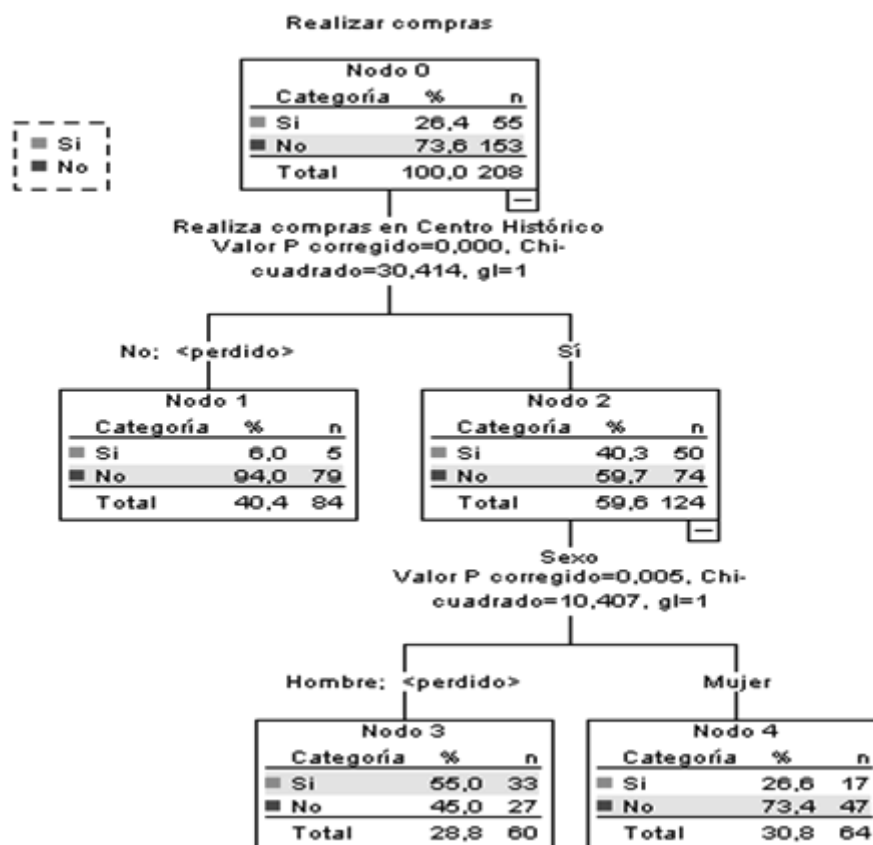 Realizar compras
Nodo 0
Categoría % n
Si 26,4 55
No 73,6 153
Total 100,0 208
Si
No
Realiza compras en Centro Histórico
Valor P corregido=0,000, Chi-
cuadrado=30,414, gl=1
No; <perdido>
Sí
Nodo 1
Categoría % n
Si 6,0 5
No 94,0 79
Total 40,4 84
Nodo 2
Categoría % n
Si 40,3 50
No 59,7 74
Total 59,6 124
Sexo
Valor P corregido=0,005, Chi-
cuadrado=10,407, gl=1
Hombre; <perdido>
Mujer
Nodo 3
Categoría % n
Si 55,0 33
No 45,0 27
Total 28,8 60
Nodo 4
Categoría % n
Si 26,6 17
No 73,4 47
Total 30,8 64